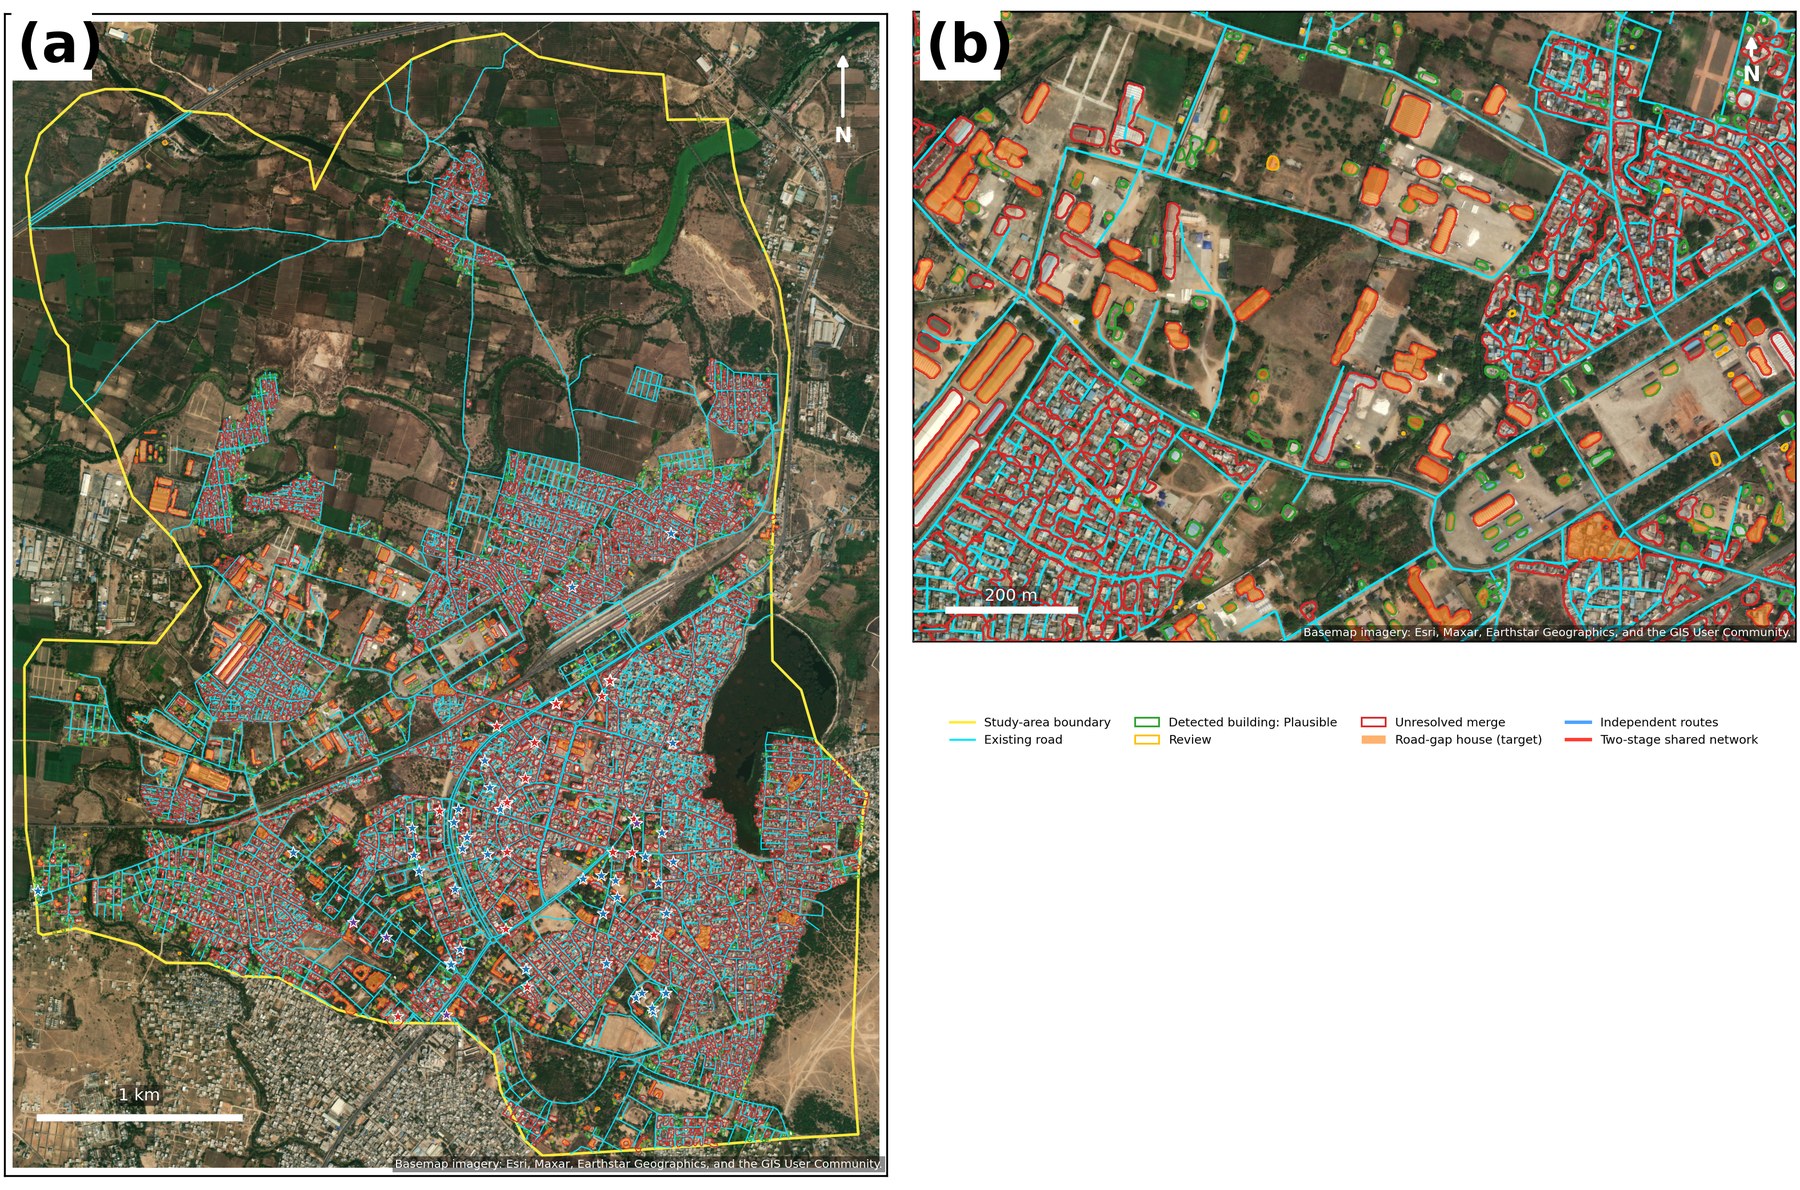 (a)
N
1 km
Basemap imagery: Esri, Maxar, Earthstar Geographics, and the GIS User Community.
(b)
N
200 m
Basemap imagery: Esri, Maxar, Earthstar Geographics, and the GIS User Community.
Study-area boundary
Existing road
Detected building: Plausible
Review
Unresolved merge
Road-gap house (target)
Independent routes
Two-stage shared network